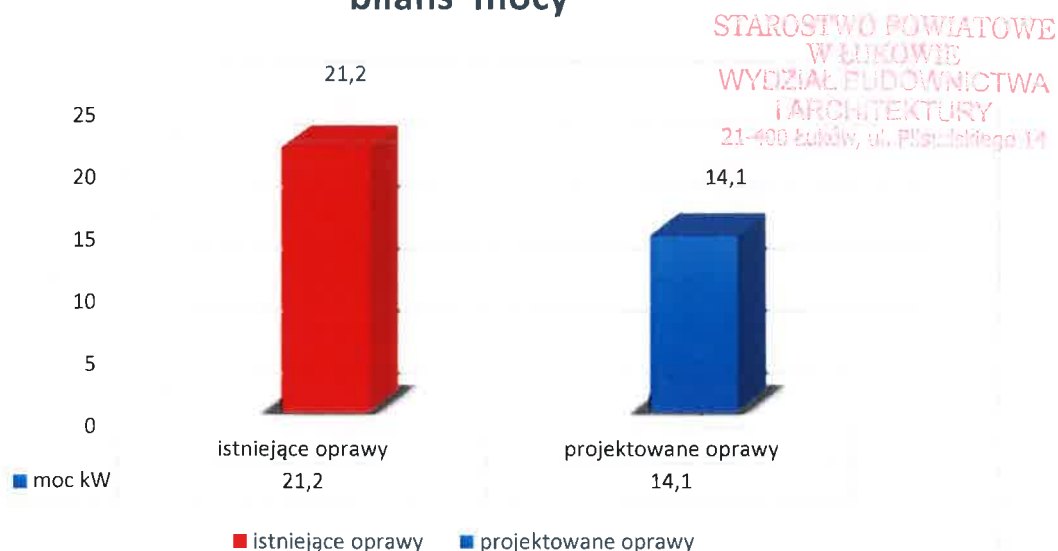 bilans mocy
STAROSTWO POWIATOWE
W ŁUKOWIE
WYDZIAŁ BUDOWNICTWA
i ARCHITEKTURY
21-400 Łuków, ul. Piłsudskiego 14
21,2
25
20
14,1
15
10
5
0
istniejące oprawy
projektowane oprawy
moc kW
21,2
14,1
istniejące oprawy
projektowane oprawy